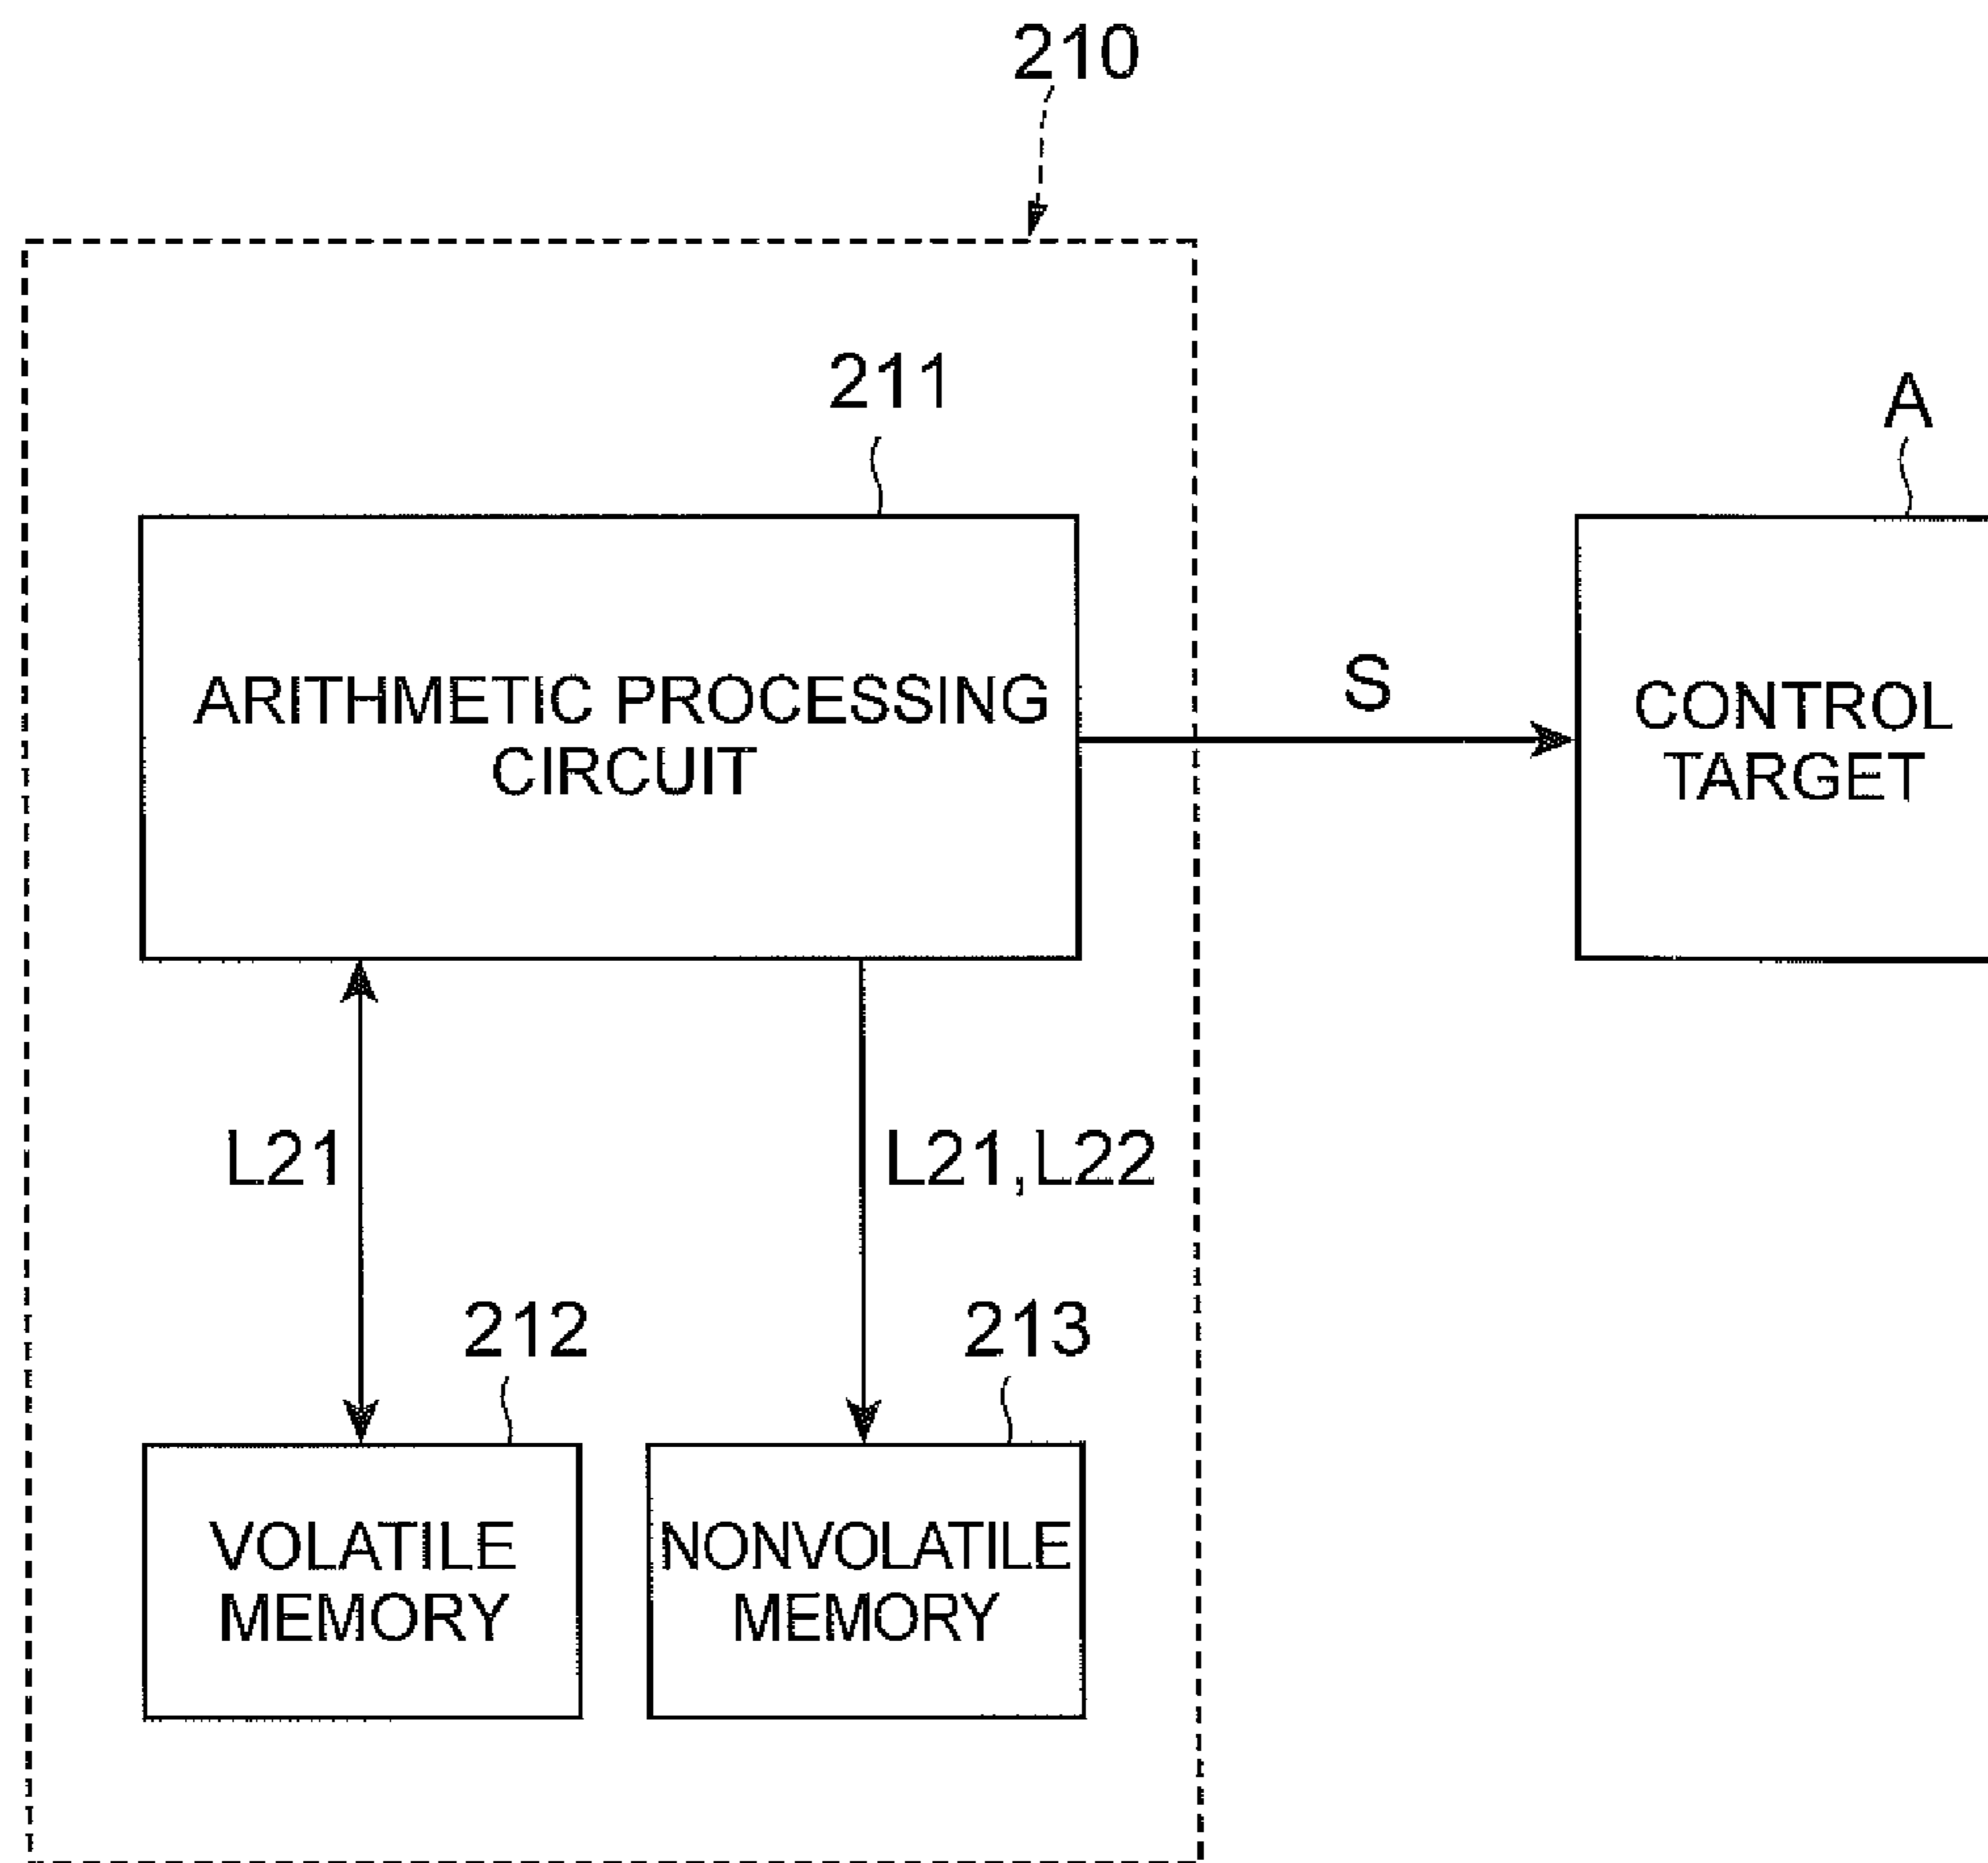 210
211
A
ARITHMETIC PROCESSING
CIRCUIT
S
CONTROL
TARGET
L21
L21,L22
212
213
VOLATILE
MEMORY
NONVOLATILE
MEMORY